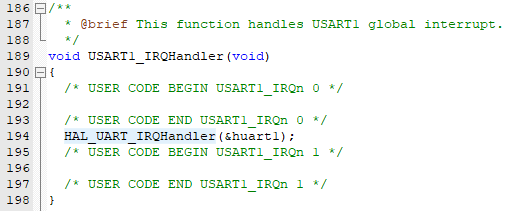 186 /**
187 * @brief This function handles USART1 global interrupt.
188 */
189 void USART1_IRQHandler(void)
190 {
191 /* USER CODE BEGIN USART1_IRQn 0 */
192
193 /* USER CODE END USART1_IRQn 0 */
194 HAL_UART_IRQHandler(&huart1);
195 /* USER CODE BEGIN USART1_IRQn 1 */
196
197 /* USER CODE END USART1_IRQn 1 */
198 }